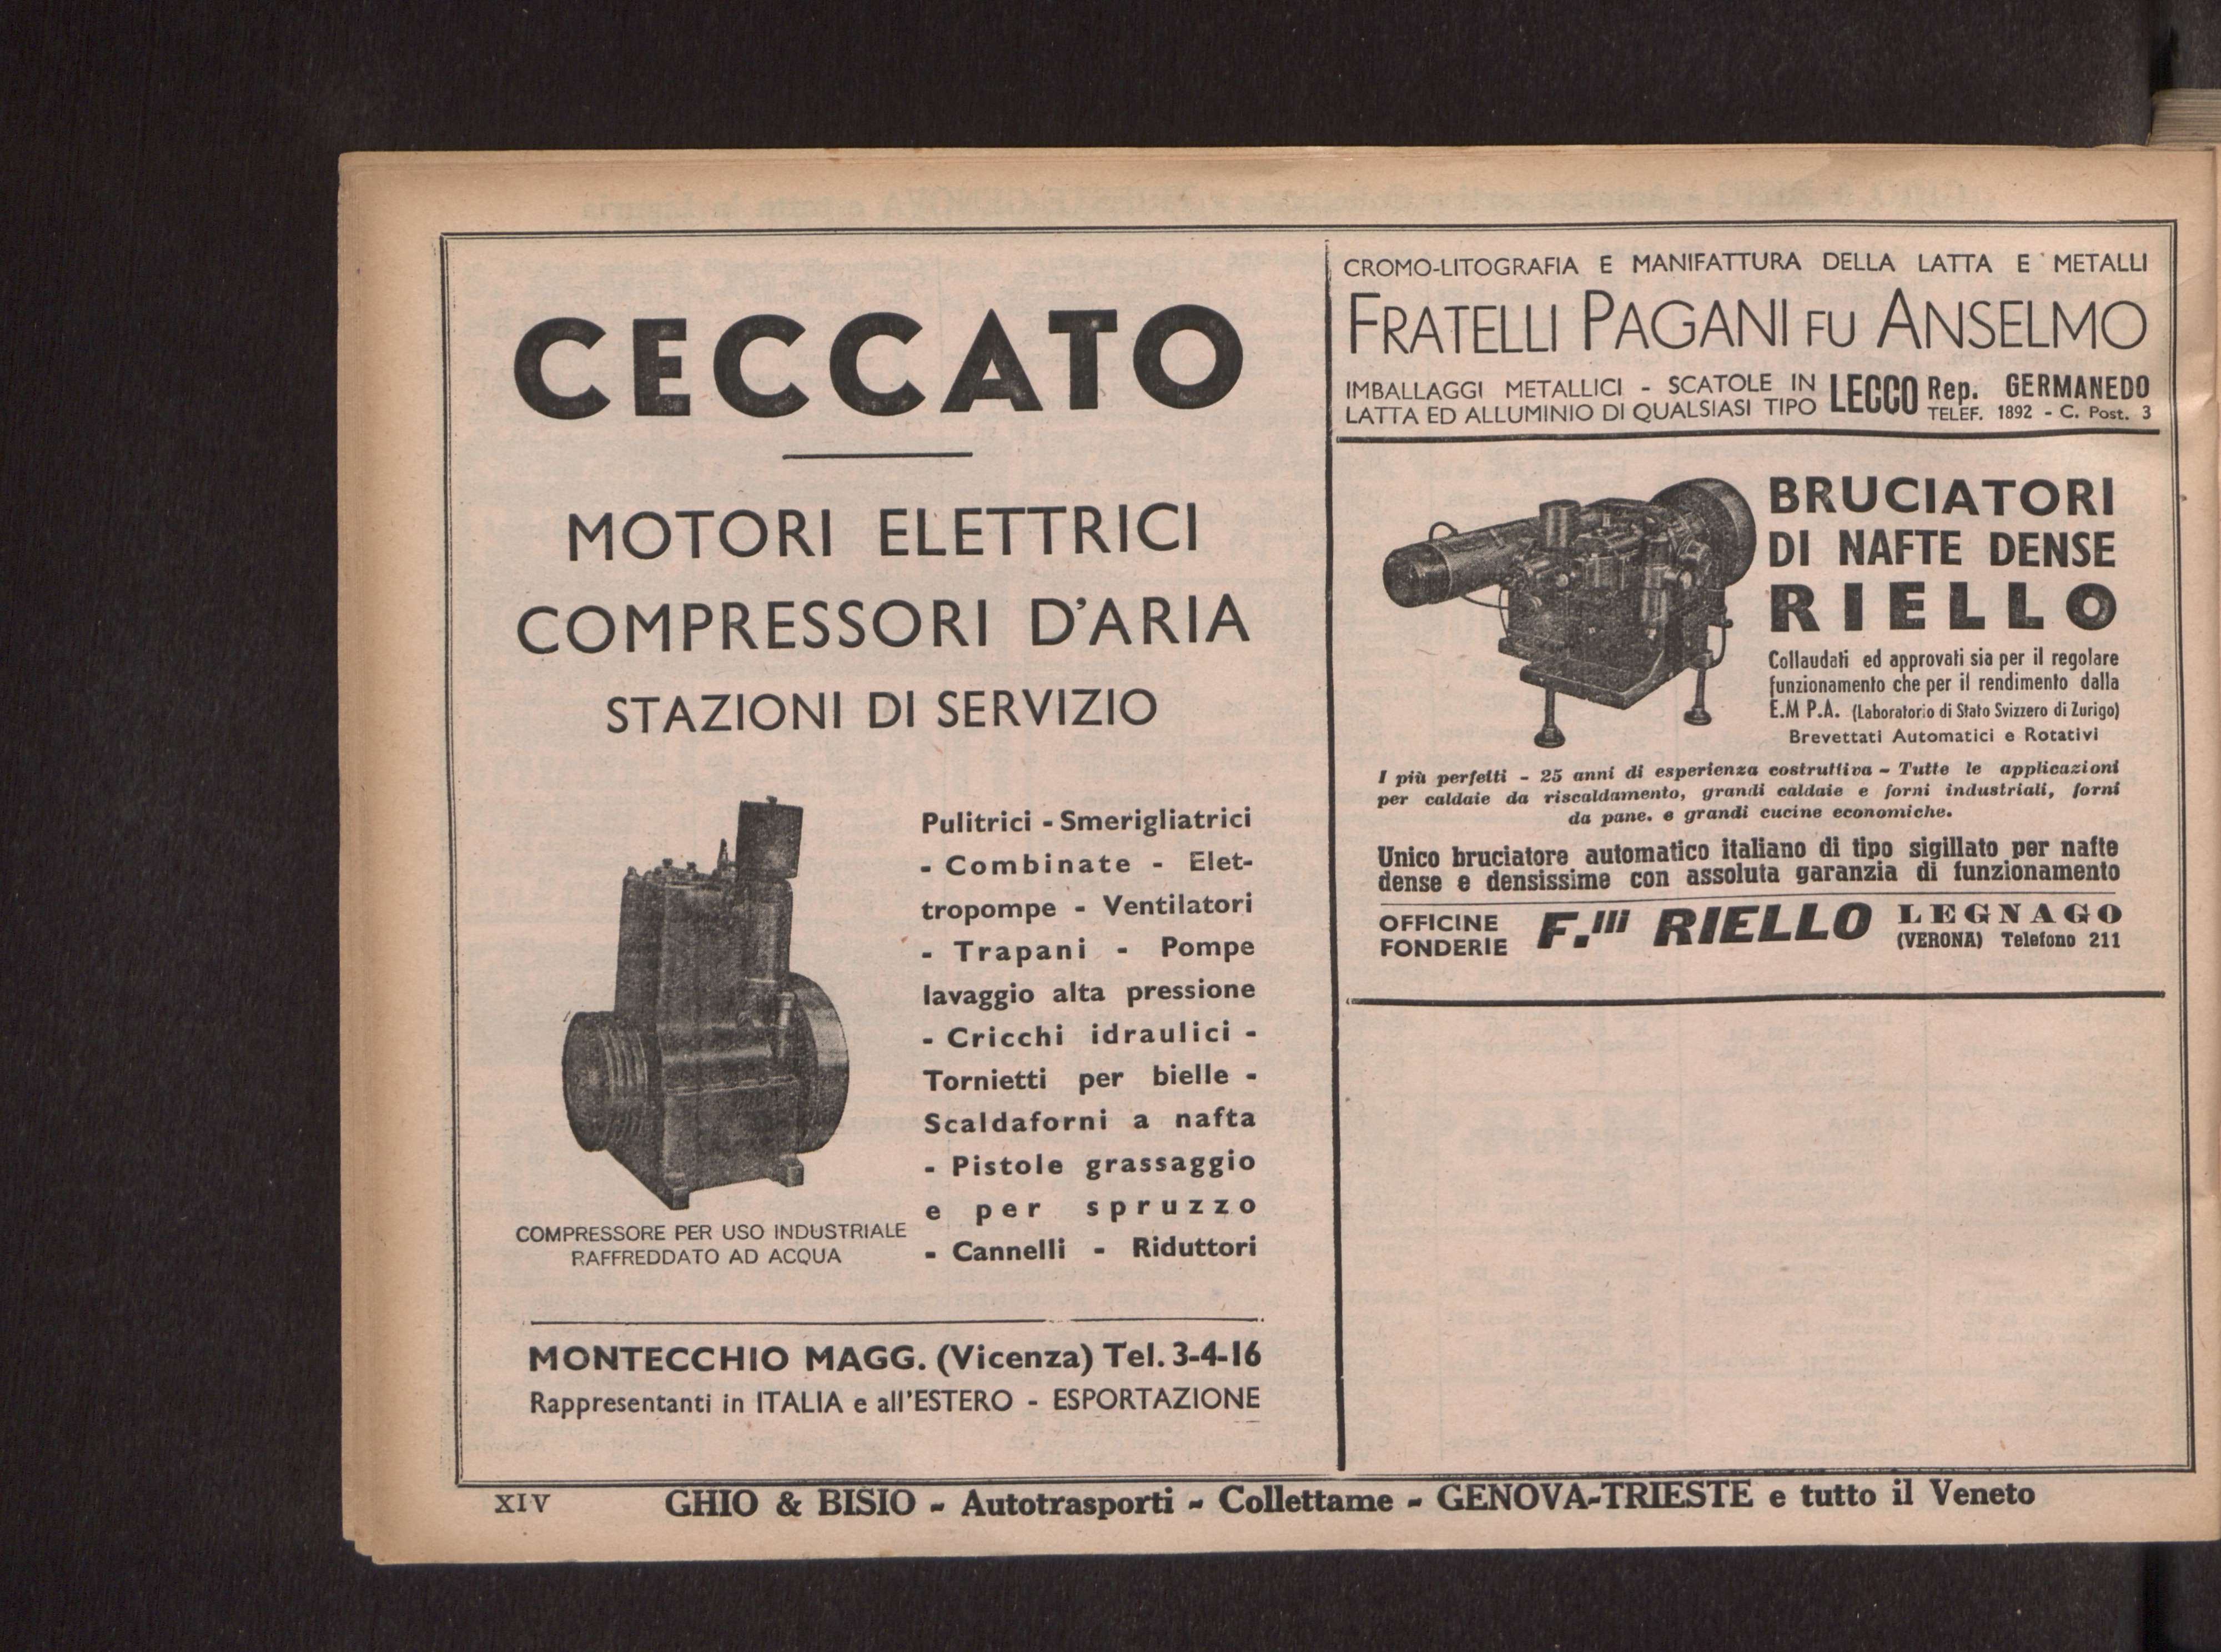 CECCATO
MOTORI ELETTRICI
COMPRESSORI D'ARIA
STAZIONI DI SERVIZIO
Pulitrici - Smerigliatrici
- Combinate - Elet-
tropompe - Ventilatori
- Trapani - Pompe
lavaggio alta pressione
- Cricchi idraulici -
Tornietti per bielle -
Scaldaforni a nafta
- Pistole grassaggio
e per spruzzo
- Cannelli - Riduttori
COMPRESSORE PER USO INDUSTRIALE
RAFFREDDATO AD ACQUA
MONTECCHIO MAGG. (Vicenza) Tel. 3-4-16
Rappresentanti in ITALIA e all'ESTERO - ESPORTAZIONE
CROMO-LITOGRAFIA E MANIFATTURA DELLA LATTA E METALLI
FRATELLI PAGANI FU ANSELMO
IMBALLAGGI METALLICI - SCATOLE IN
LATTA ED ALLUMINIO DI QUALSIASI TIPO
LECCO
Rep. GERMANEDO
TELEF. 1892 - C. Post. 3
BRUCIATORI
DI NAFTE DENSE
RIELLO
Collaudati ed approvati sia per il regolare
funzionamento che per il rendimento dalla
E.M P.A. (Laboratorio di Stato Svizzero di Zurigo)
Brevettati Automatici e Rotativi
I più perfetti - 25 anni di esperienza costruttiva - Tutte le applicazioni
per caldaie da riscaldamento, grandi caldaie e forni industriali, forni
da pane. e grandi cucine economiche.
Unico bruciatore automatico italiano di tipo sigillato per nafte
dense e densissime con assoluta garanzia di funzionamento
OFFICINE
FONDERIE
F.lli RIELLO
LEGNAGO
(VERONA) Telefono 211
XIV
GHIO & BISIO - Autotrasporti - Collettame - GENOVA-TRIESTE e tutto il Veneto